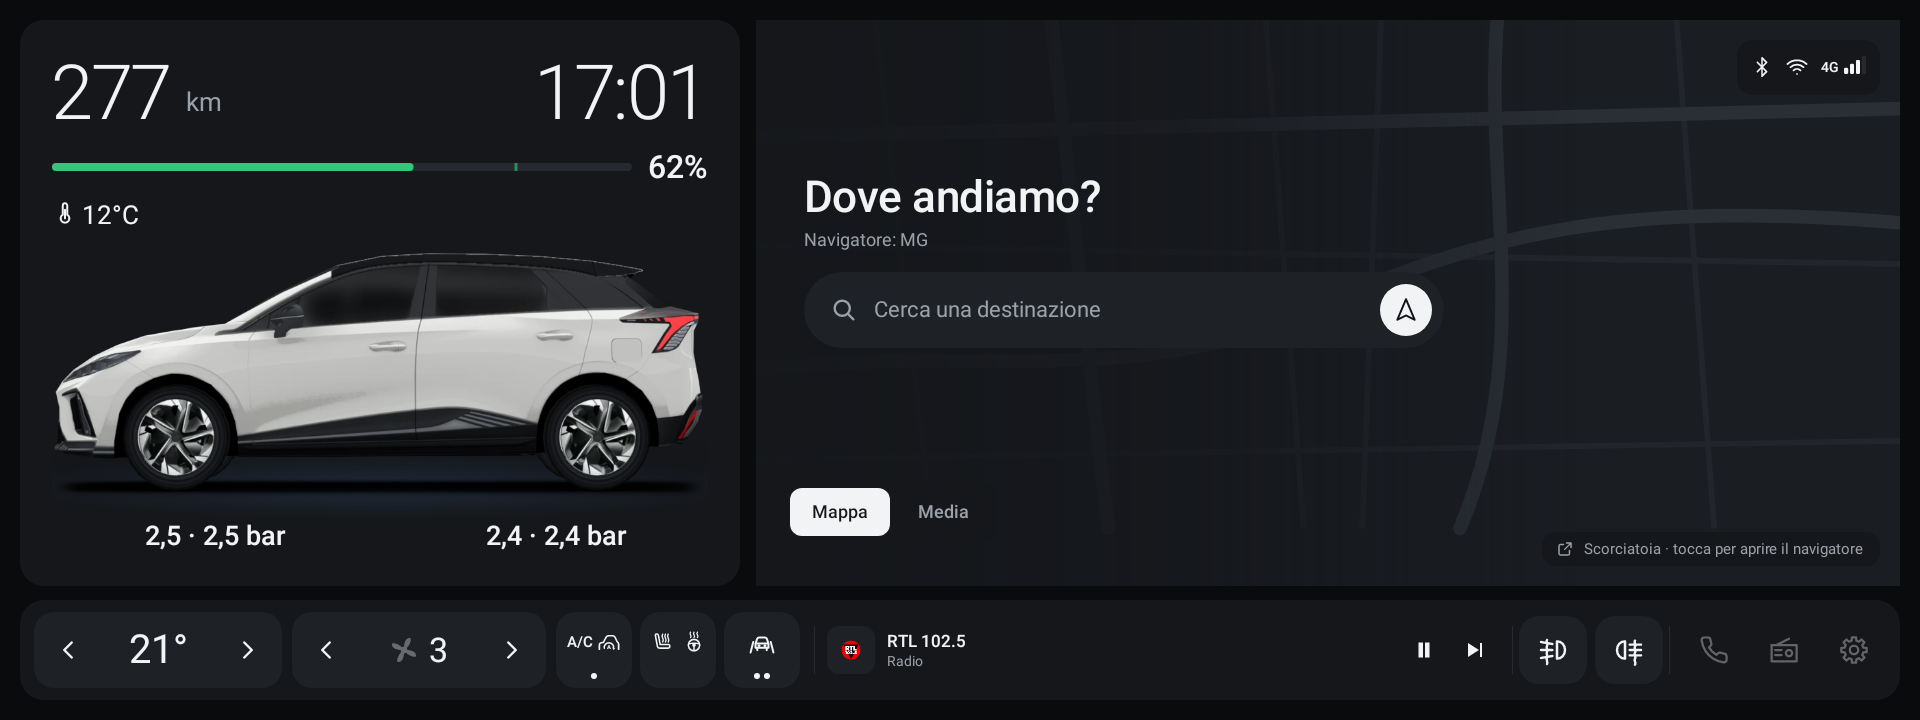 277 km
17:01
62%
12°C
2,5 · 2,5 bar
2,4 · 2,4 bar
4G
Dove andiamo?
Navigatore: MG
Cerca una destinazione
Mappa
Media
Scorciatoia · tocca per aprire il navigatore
21°
3
A/C
RTL 102.5
Radio